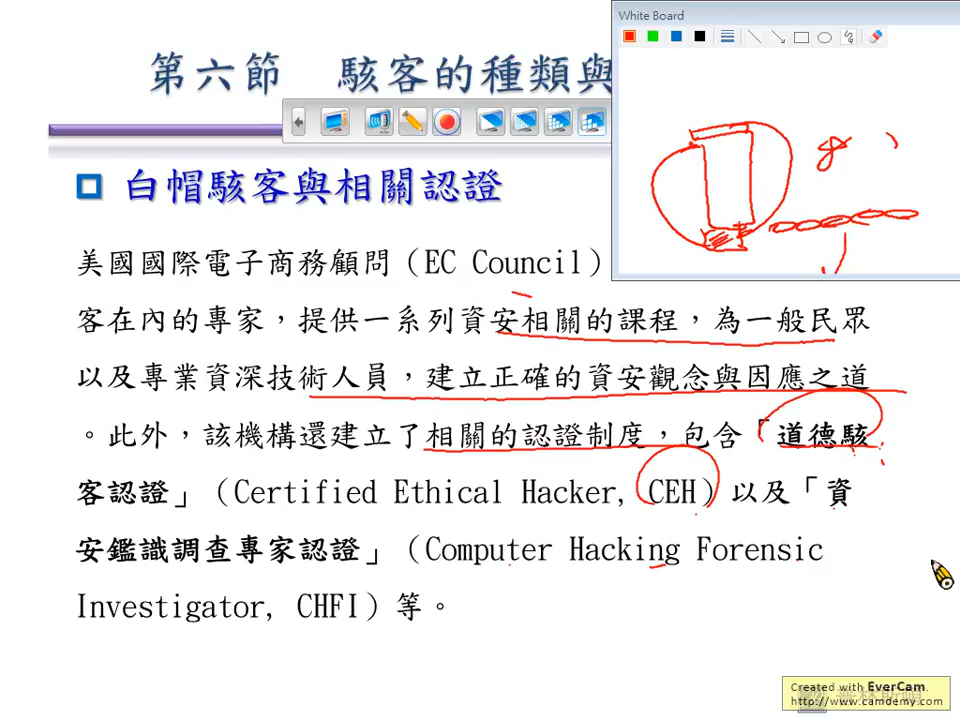 White Board
第六節 駭客的種類與
白帽駭客與相關認證
美國國際電子商務顧問（EC Council）
客在內的專家，提供一系列資安相關的課程，為一般民眾
以及專業資深技術人員，建立正確的資安觀念與因應之道
。此外，該機構還建立了相關的認證制度，包含「道德駭
客認證」（Certified Ethical Hacker, CEH）以及「資
安鑑識調查專家認證」（Computer Hacking Forensic
Investigator, CHFI）等。
Created with EverCam.
http://www.camdemy.com